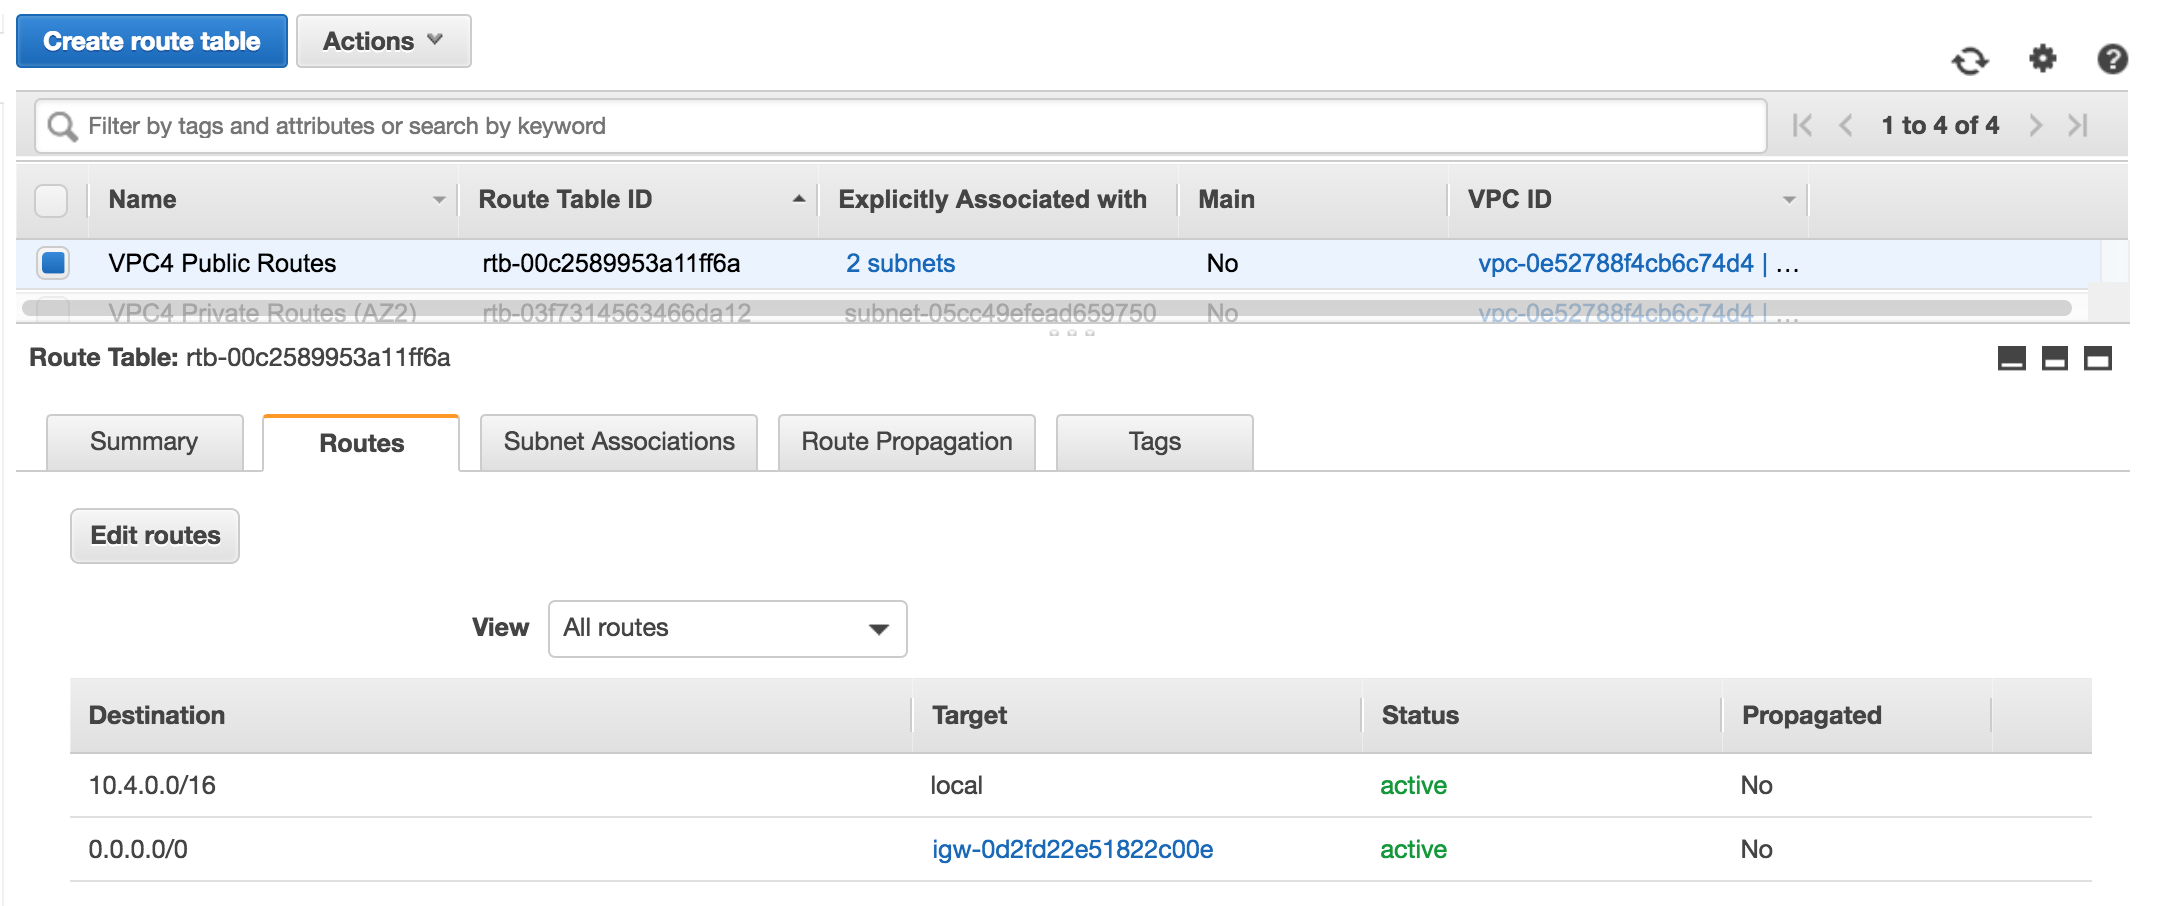 Create route table Actions
Filter by tags and attributes or search by keyword 1 to 4 of 4
Name Route Table ID Explicitly Associated with Main VPC ID
VPC4 Public Routes rtb-00c2589953a11ff6a 2 subnets No vpc-0e52788f4cb6c74d4 | ...
VPC4 Private Routes (AZ2) rtb-03f7314563466da12 subnet-05cc49efead659750 No vpc-0e52788f4cb6c74d4 | ...
Route Table: rtb-00c2589953a11ff6a
Summary Routes Subnet Associations Route Propagation Tags
Edit routes
View All routes
Destination Target Status Propagated
10.4.0.0/16 local active No
0.0.0.0/0 igw-0d2fd22e51822c00e active No